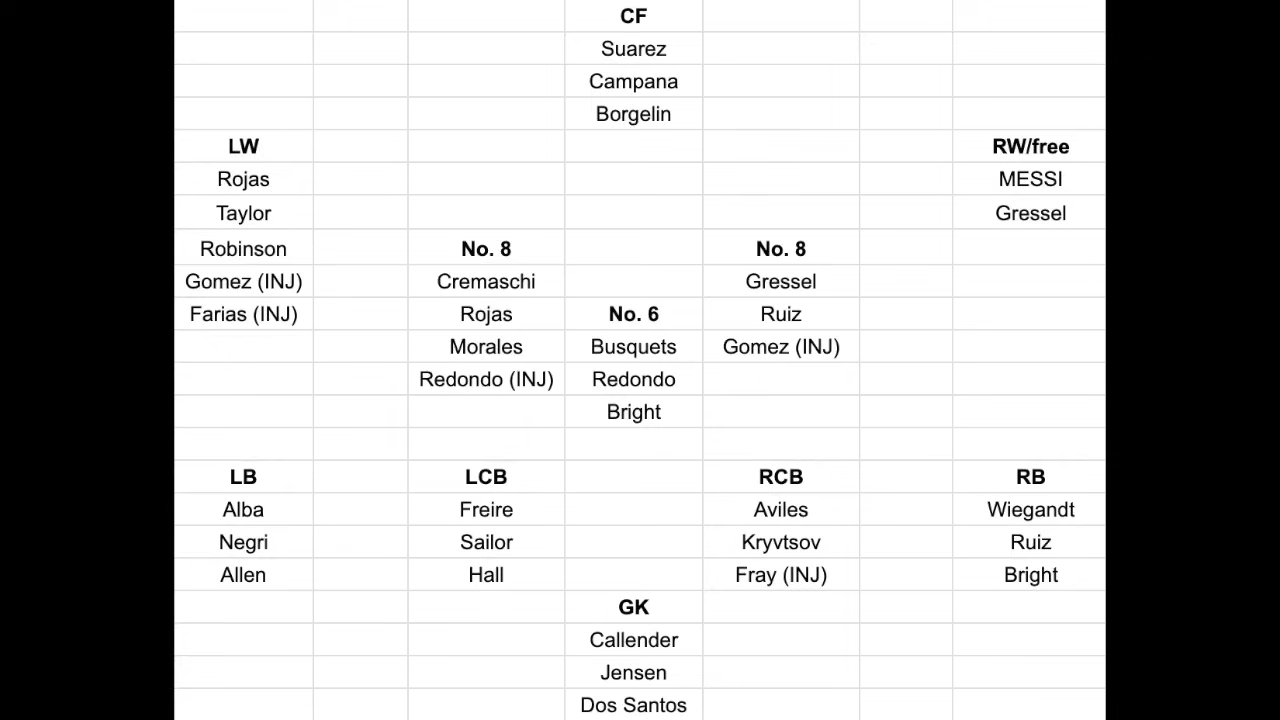 CF
Suarez
Campana
Borgelin
LW RW/free
Rojas MESSI
Taylor Gressel
Robinson No. 8 No. 8
Gomez (INJ) Cremaschi Gressel
Farias (INJ) Rojas No. 6 Ruiz
Morales Busquets Gomez (INJ)
Redondo (INJ) Redondo
Bright
LB LCB RCB RB
Alba Freire Aviles Wiegandt
Negri Sailor Kryvtsov Ruiz
Allen Hall Fray (INJ) Bright
GK
Callender
Jensen
Dos Santos